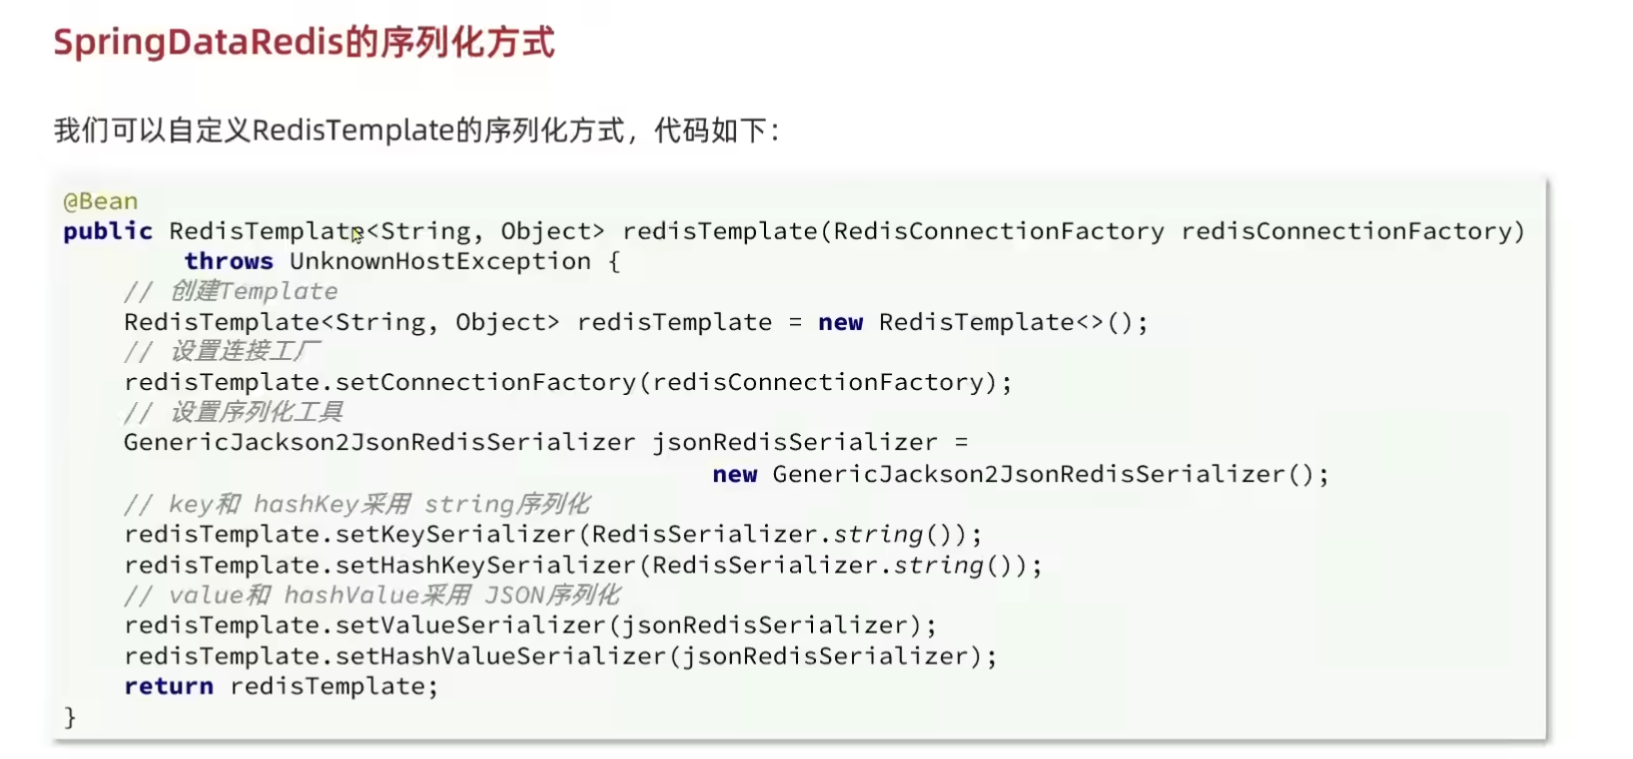 SpringDataRedis的序列化方式
我们可以自定义RedisTemplate的序列化方式，代码如下：
@Bean
public RedisTemplate<String, Object> redisTemplate(RedisConnectionFactory redisConnectionFactory)
        throws UnknownHostException {
    // 创建Template
    RedisTemplate<String, Object> redisTemplate = new RedisTemplate<>();
    // 设置连接工厂
    redisTemplate.setConnectionFactory(redisConnectionFactory);
    // 设置序列化工具
    GenericJackson2JsonRedisSerializer jsonRedisSerializer =
                                    new GenericJackson2JsonRedisSerializer();
    // key和 hashKey采用 string序列化
    redisTemplate.setKeySerializer(RedisSerializer.string());
    redisTemplate.setHashKeySerializer(RedisSerializer.string());
    // value和 hashValue采用 JSON序列化
    redisTemplate.setValueSerializer(jsonRedisSerializer);
    redisTemplate.setHashValueSerializer(jsonRedisSerializer);
    return redisTemplate;
}